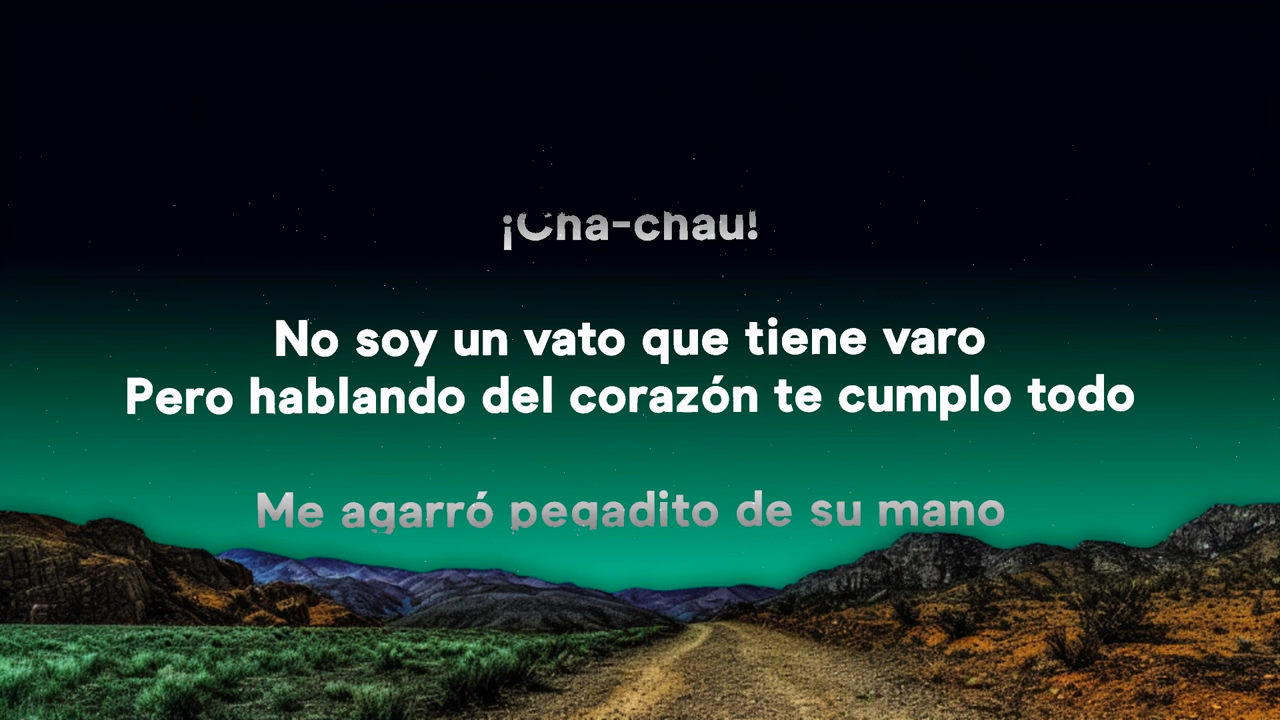 ¡Cha-chau!
No soy un vato que tiene varo
Pero hablando del corazón te cumplo todo
Me agarró pegadito de su mano